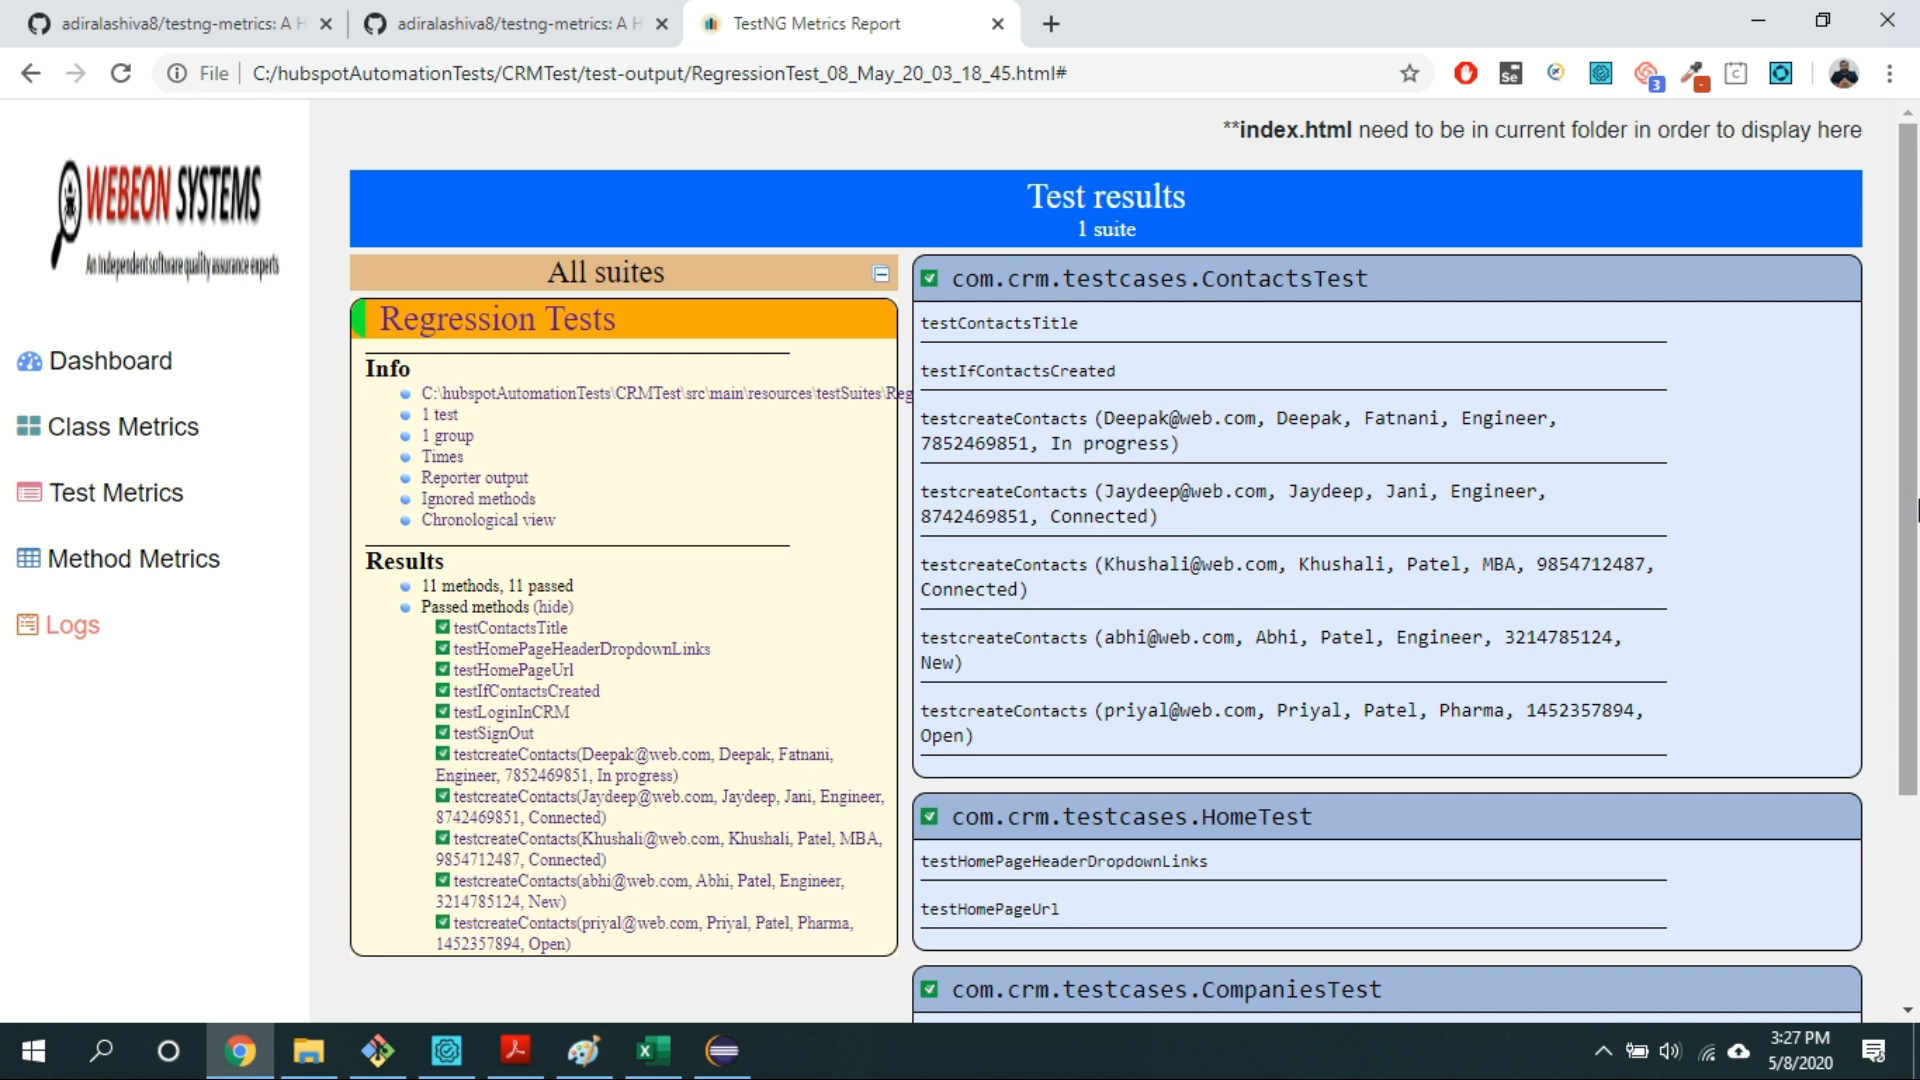 adiralashiva8/testng-metrics: A H
adiralashiva8/testng-metrics: A H
TestNG Metrics Report
File
C:/hubspotAutomationTests/CRMTest/test-output/RegressionTest_08_May_20_03_18_45.html#
Se
3
-
C
**index.html need to be in current folder in order to display here
WEBEON SYSTEMS
An Independent software quality assurance experts
Dashboard
Class Metrics
Test Metrics
Method Metrics
Logs
Test results
1 suite
All suites
Regression Tests
Info
C:\hubspotAutomationTests\CRMTest\src\main\resources\testSuites\Reg
1 test
1 group
Times
Reporter output
Ignored methods
Chronological view
Results
11 methods, 11 passed
Passed methods (hide)
testContactsTitle
testHomePageHeaderDropdownLinks
testHomePageUrl
testIfContactsCreated
testLoginInCRM
testSignOut
testcreateContacts(Deepak@web.com, Deepak, Fatnani,
Engineer, 7852469851, In progress)
testcreateContacts(Jaydeep@web.com, Jaydeep, Jani, Engineer,
8742469851, Connected)
testcreateContacts(Khushali@web.com, Khushali, Patel, MBA,
9854712487, Connected)
testcreateContacts(abhi@web.com, Abhi, Patel, Engineer,
3214785124, New)
testcreateContacts(priyal@web.com, Priyal, Patel, Pharma,
1452357894, Open)
com.crm.testcases.ContactsTest
testContactsTitle
testIfContactsCreated
testcreateContacts (Deepak@web.com, Deepak, Fatnani, Engineer,
7852469851, In progress)
testcreateContacts (Jaydeep@web.com, Jaydeep, Jani, Engineer,
8742469851, Connected)
testcreateContacts (Khushali@web.com, Khushali, Patel, MBA, 9854712487,
Connected)
testcreateContacts (abhi@web.com, Abhi, Patel, Engineer, 3214785124,
New)
testcreateContacts (priyal@web.com, Priyal, Patel, Pharma, 1452357894,
Open)
com.crm.testcases.HomeTest
testHomePageHeaderDropdownLinks
testHomePageUrl
com.crm.testcases.CompaniesTest
3:27 PM
5/8/2020